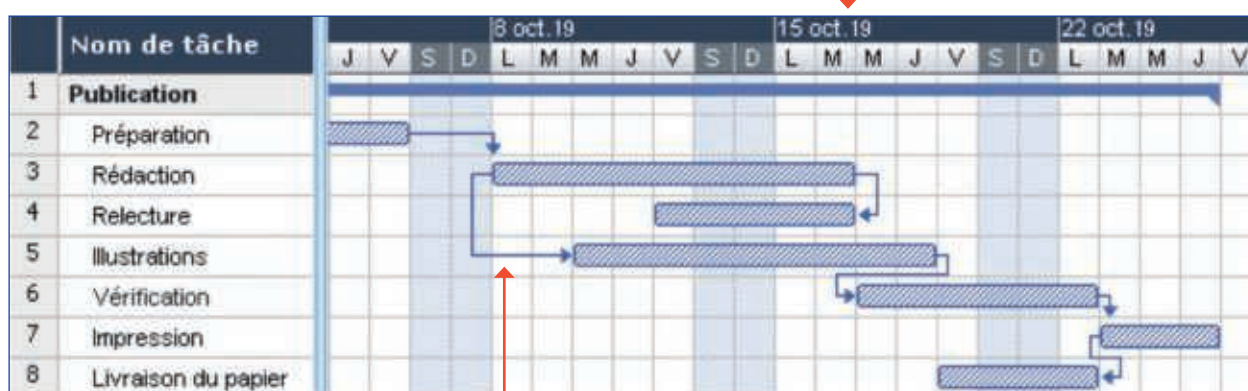 Nom de tâche
8 oct.19 15 oct.19 22 oct.19
J V S D L M M J V S D L M M J V S D L M M J V
1 Publication
2 Préparation
3 Rédaction
4 Relecture
5 Illustrations
6 Vérification
7 Impression
8 Livraison du papier